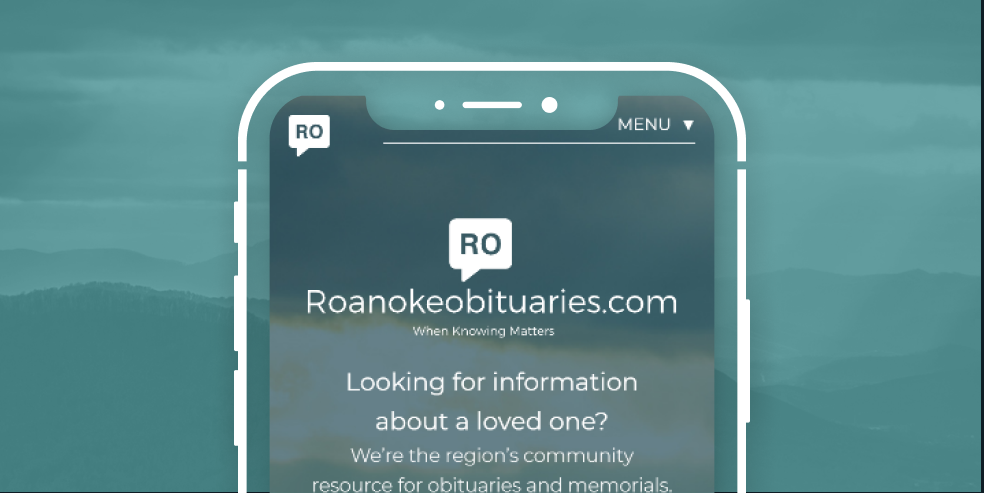 RO
MENU ▼
RO
Roanokeobituaries.com
When Knowing Matters
Looking for information
about a loved one?
We're the region's community
resource for obituaries and memorials.